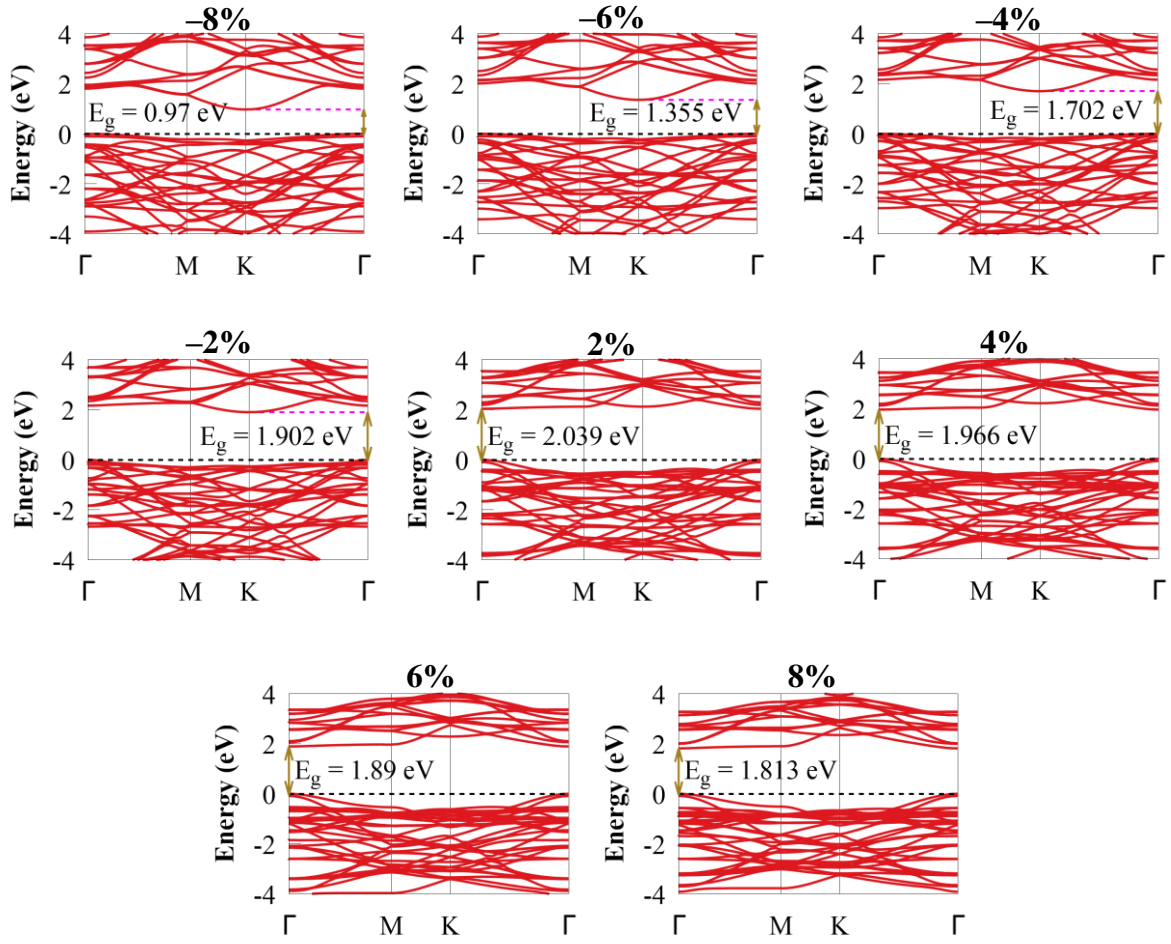 –8%
–6%
–4%
Energy (eV)
4
2
0
-2
-4
E_g = 0.97 eV
Γ M K Γ
Energy (eV)
4
2
0
-2
-4
E_g = 1.355 eV
Γ M K Γ
Energy (eV)
4
2
0
-2
-4
E_g = 1.702 eV
Γ M K Γ
–2%
2%
4%
Energy (eV)
4
2
0
-2
-4
E_g = 1.902 eV
Γ M K Γ
Energy (eV)
4
2
0
-2
-4
E_g = 2.039 eV
Γ M K Γ
Energy (eV)
4
2
0
-2
-4
E_g = 1.966 eV
Γ M K Γ
6%
8%
Energy (eV)
4
2
0
-2
-4
E_g = 1.89 eV
Γ M K Γ
Energy (eV)
4
2
0
-2
-4
E_g = 1.813 eV
Γ M K Γ